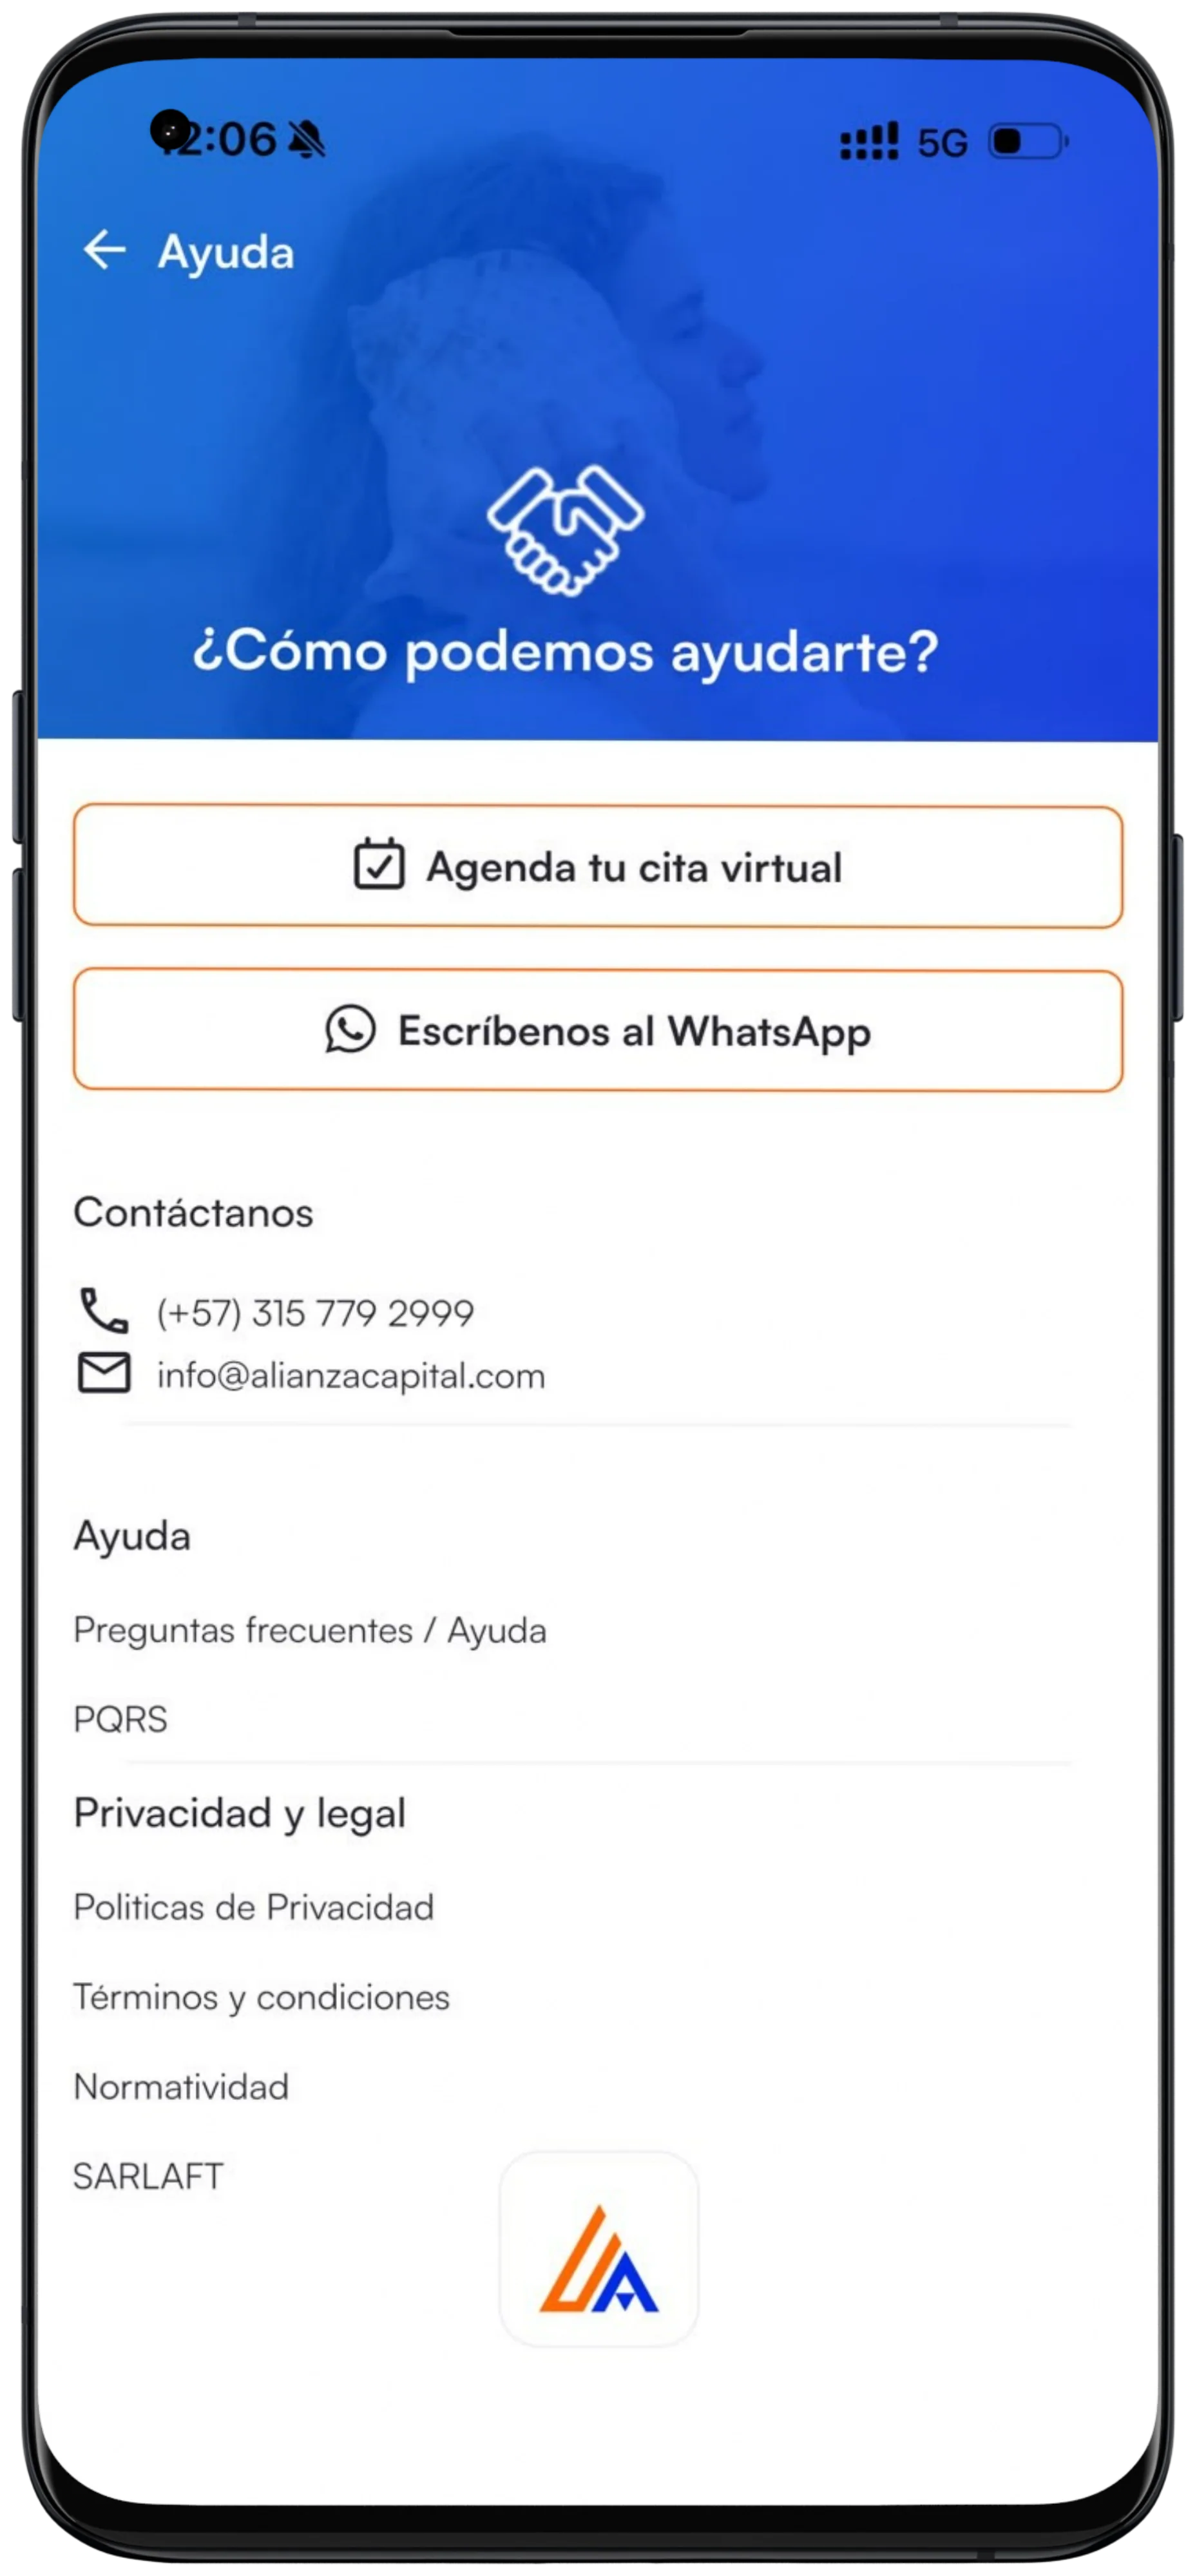 2:06 5G
Ayuda
¿Cómo podemos ayudarte?
Agenda tu cita virtual
Escríbenos al WhatsApp
Contáctanos
(+57) 315 779 2999
info@alianzacapital.com
Ayuda
Preguntas frecuentes / Ayuda
PQRS
Privacidad y legal
Politicas de Privacidad
Términos y condiciones
Normatividad
SARLAFT